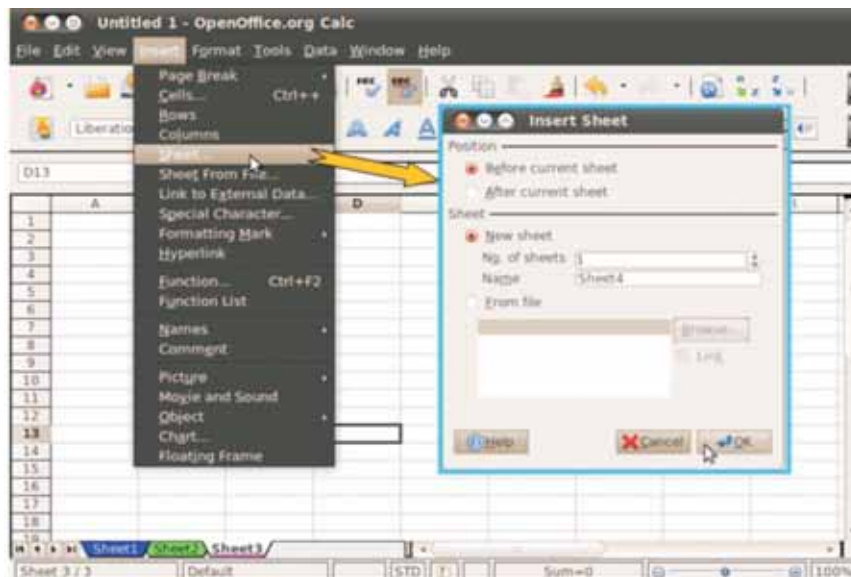 Untitled 1 - OpenOffice.org Calc
File Edit View Insert Format Tools Data Window Help
Page Break
Cells... Ctrl++
Rows
Columns
Sheet...
Sheet From File...
Link to External Data...
Special Character...
Formatting Mark
Hyperlink
Function... Ctrl+F2
Function List
Names
Comment
Picture
Movie and Sound
Object
Chart...
Floating Frame
Liberatio
D13
A D
1
2
3
4
5
6
7
8
9
10
11
12
13
14
15
16
17
18
19
Insert Sheet
Position
Before current sheet
After current sheet
Sheet
New sheet
No. of sheets 1
Name Sheet4
From file
Browse...
Link
Help Cancel OK
Sheet1 Sheet2 Sheet3
Sheet 3 / 3 Default STD Sum=0 100%